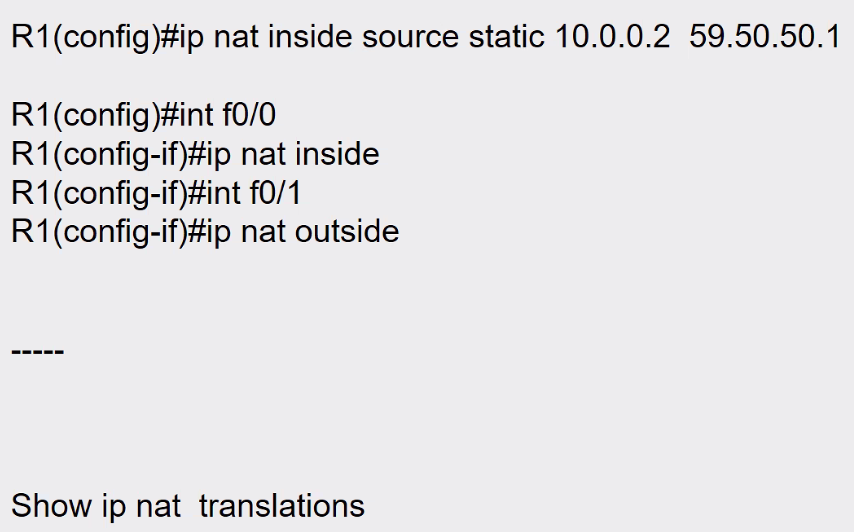 R1(config)#ip nat inside source static 10.0.0.2  59.50.50.1
R1(config)#int f0/0
R1(config-if)#ip nat inside
R1(config-if)#int f0/1
R1(config-if)#ip nat outside
-----
Show ip nat  translations